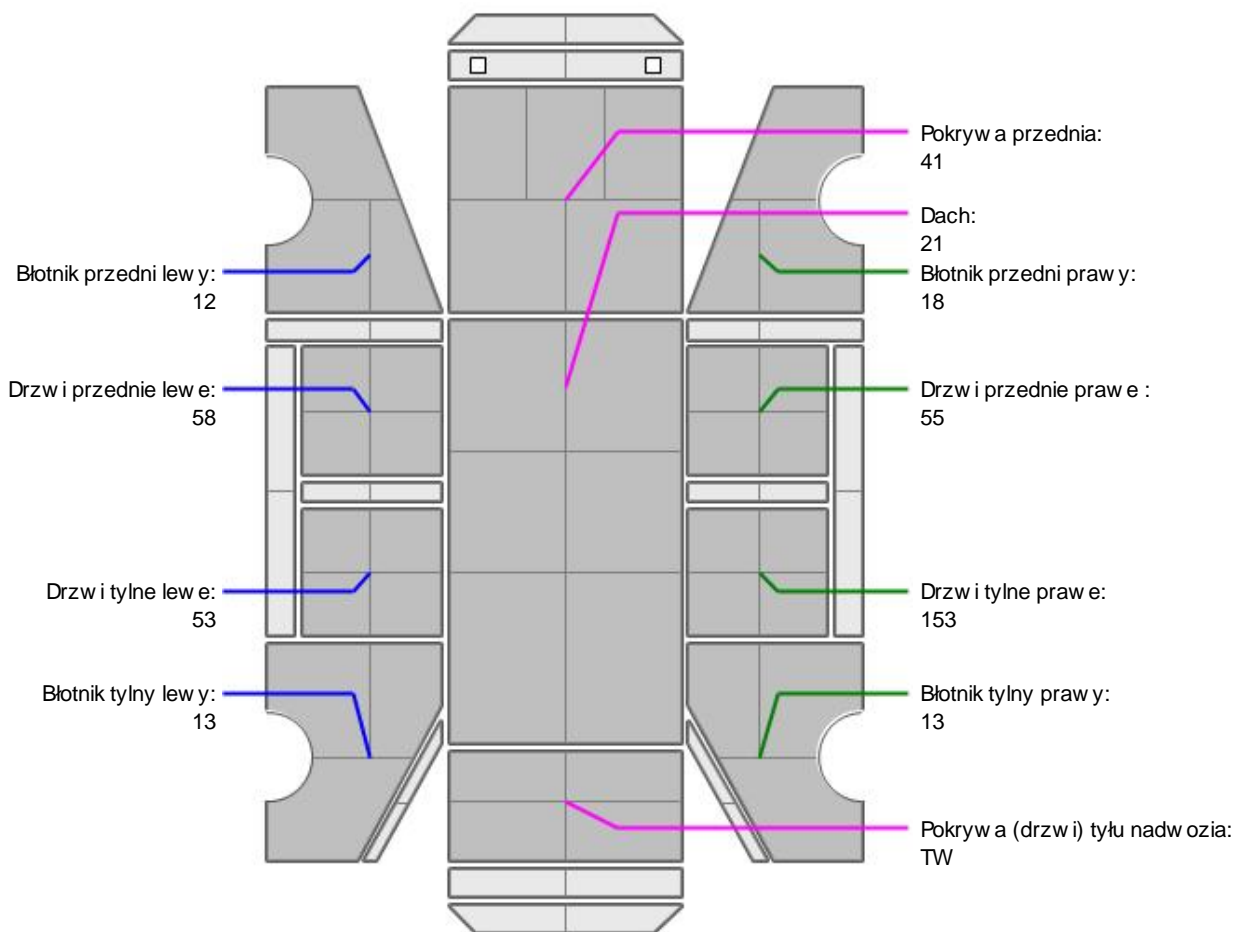 Pokrywa przednia:
41
Dach:
21
Błotnik przedni lewy:
12
Błotnik przedni prawy:
18
Drzwi przednie lewe:
58
Drzwi przednie prawe :
55
Drzwi tylne lewe:
53
Drzwi tylne prawe:
153
Błotnik tylny lewy:
13
Błotnik tylny prawy:
13
Pokrywa (drzwi) tyłu nadwozia:
TW